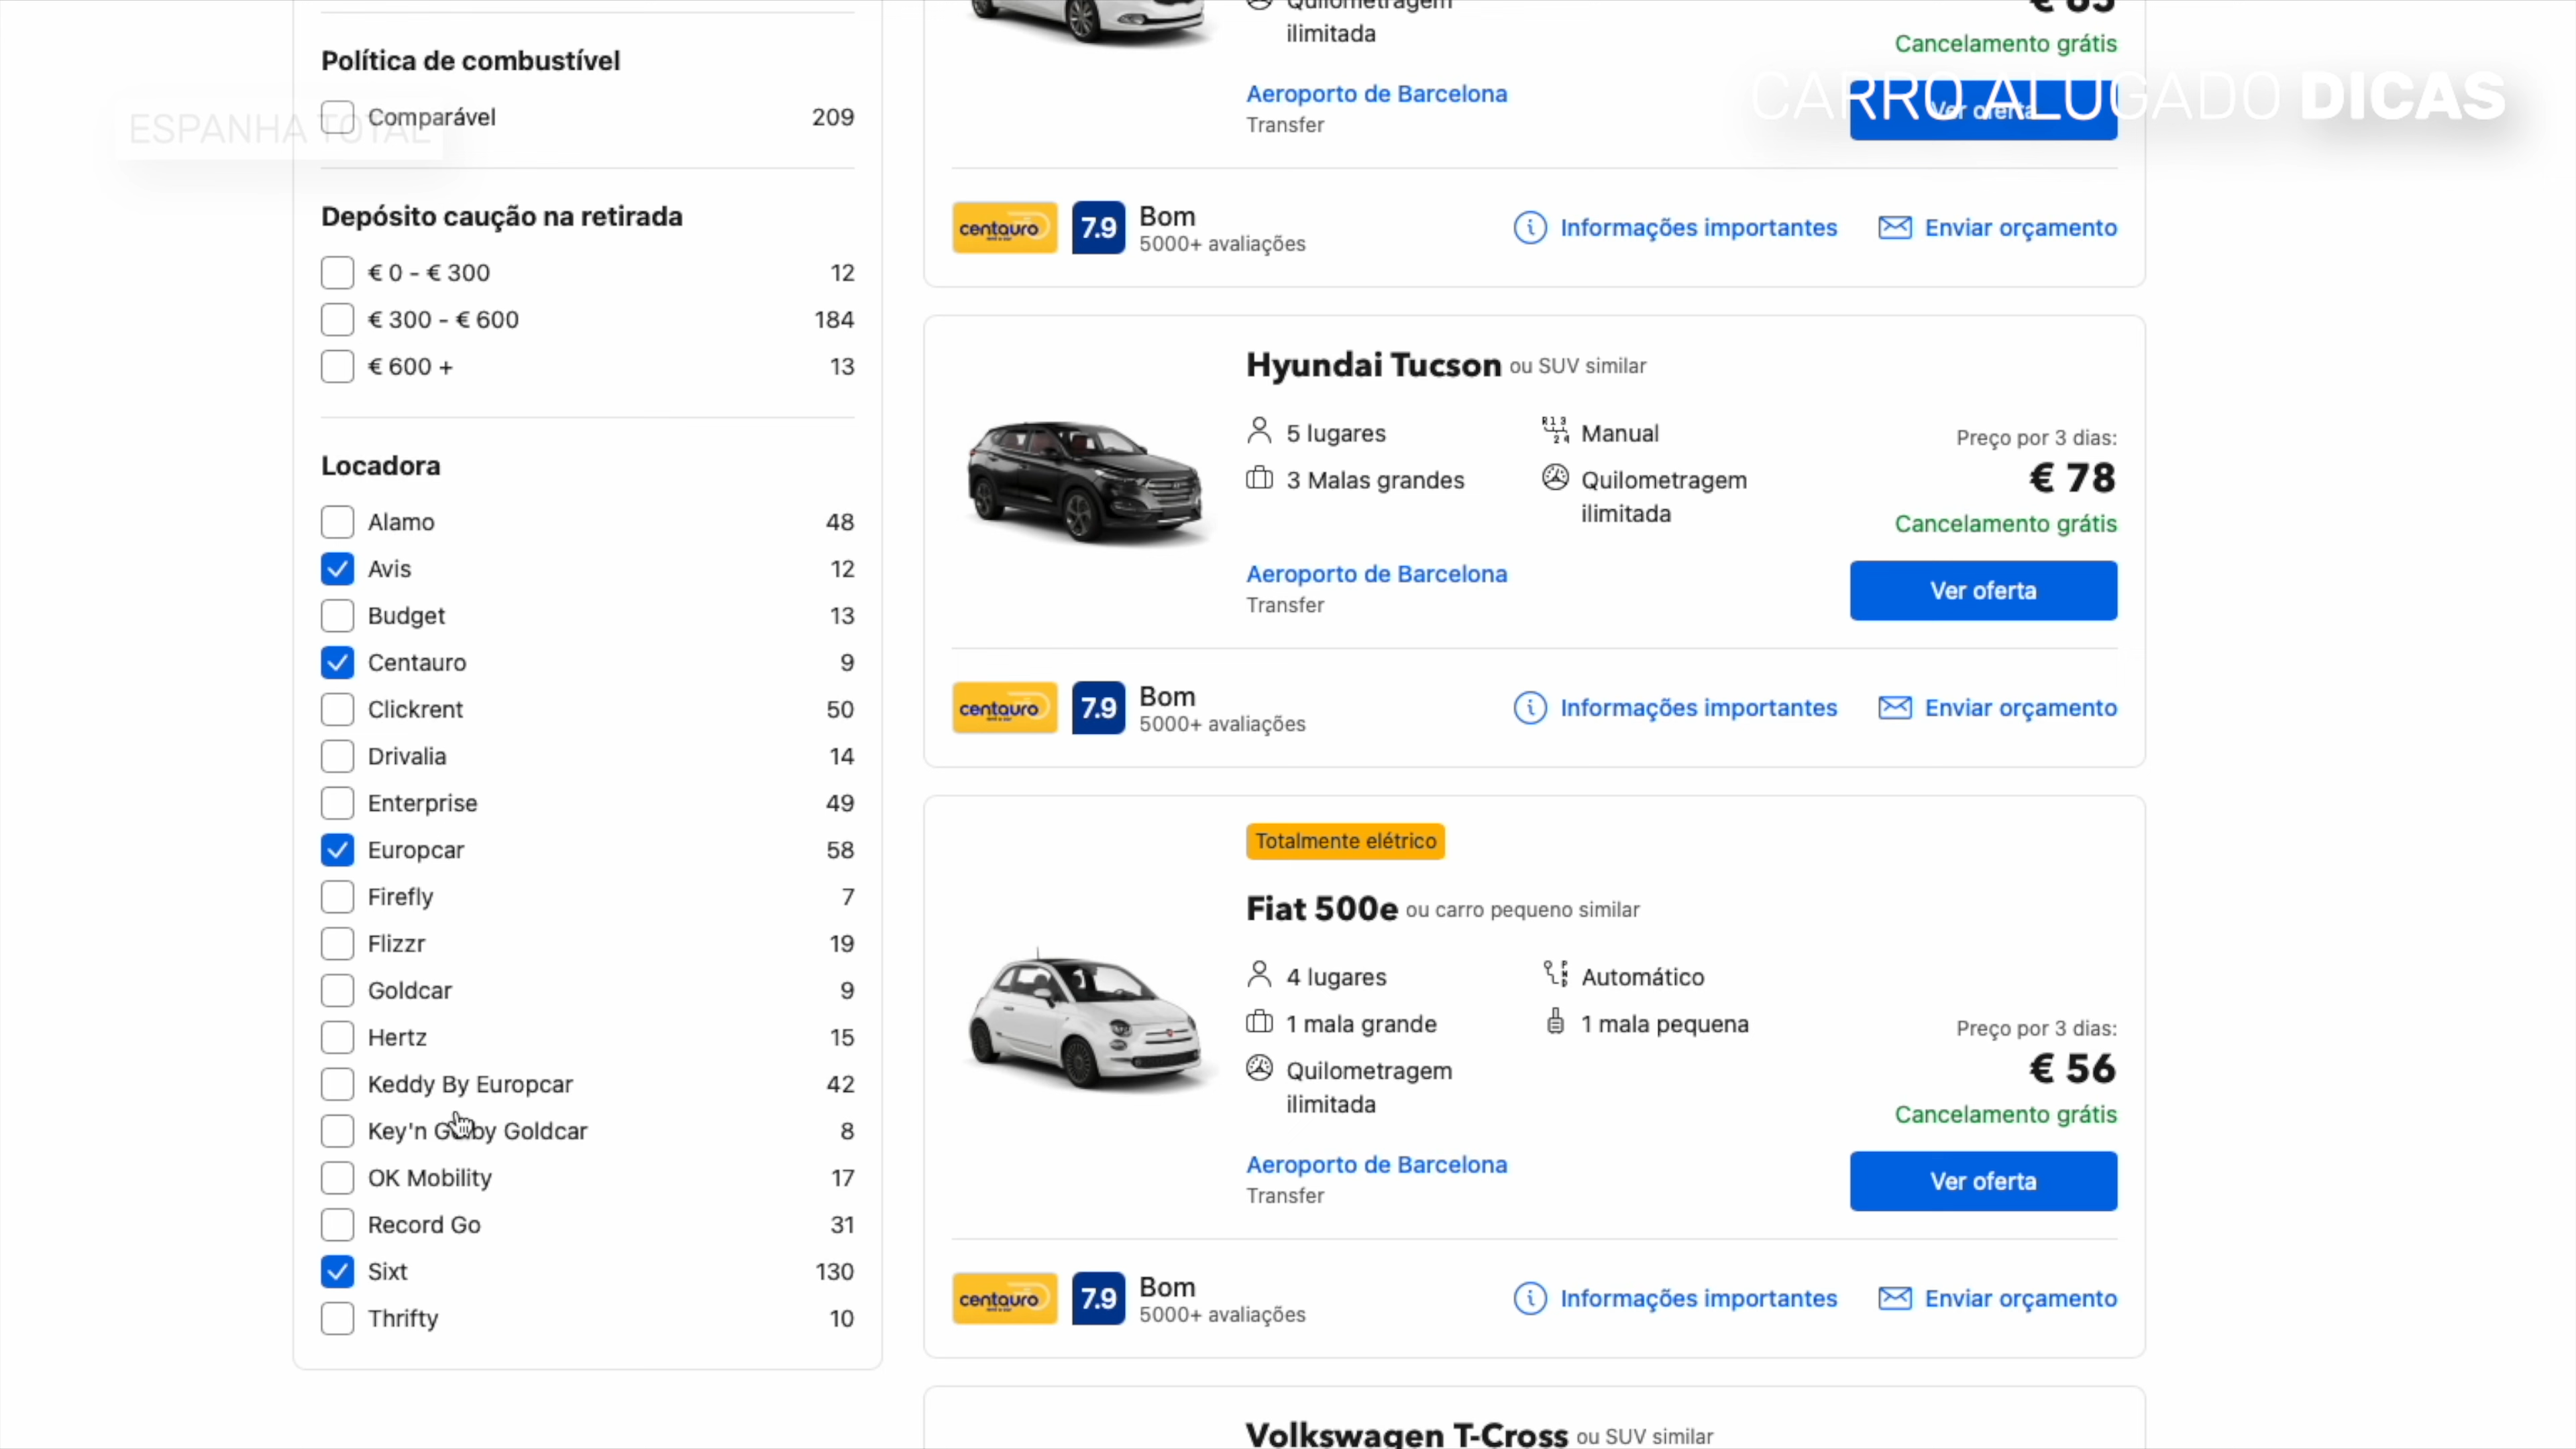 Política de combustível
Comparável 209
ESPANHA TOTAL
Depósito caução na retirada
€ 0 - € 300 12
€ 300 - € 600 184
€ 600 + 13
Locadora
Alamo 48
Avis 12
Budget 13
Centauro 9
Clickrent 50
Drivalia 14
Enterprise 49
Europcar 58
Firefly 7
Flizzr 19
Goldcar 9
Hertz 15
Keddy By Europcar 42
Key'n Go by Goldcar 8
OK Mobility 17
Record Go 31
Sixt 130
Thrifty 10
Quilometragem
ilimitada
€ 65
Cancelamento grátis
CARRO ALUGADO DICAS
Aeroporto de Barcelona
Transfer
Ver oferta
centauro
7.9
Bom
5000+ avaliações
Informações importantes
Enviar orçamento
Hyundai Tucson ou SUV similar
5 lugares
Manual
3 Malas grandes
Quilometragem
ilimitada
Preço por 3 dias:
€ 78
Cancelamento grátis
Aeroporto de Barcelona
Transfer
Ver oferta
centauro
7.9
Bom
5000+ avaliações
Informações importantes
Enviar orçamento
Totalmente elétrico
Fiat 500e ou carro pequeno similar
4 lugares
Automático
1 mala grande
1 mala pequena
Quilometragem
ilimitada
Preço por 3 dias:
€ 56
Cancelamento grátis
Aeroporto de Barcelona
Transfer
Ver oferta
centauro
7.9
Bom
5000+ avaliações
Informações importantes
Enviar orçamento
Volkswagen T-Cross ou SUV similar